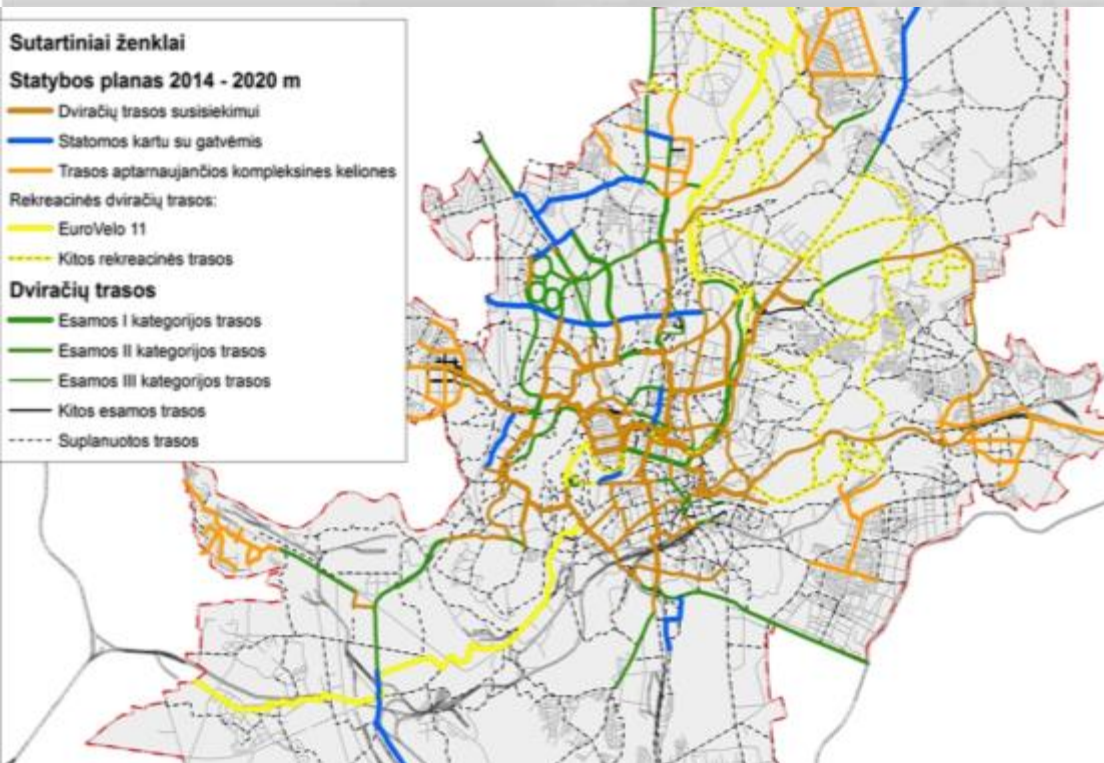 Sutartiniai ženklai
Statybos planas 2014 - 2020 m
Dviračių trasos susisiekimui
Statomos kartu su gatvėmis
Trasos aptarnaujančios kompleksines keliones
Rekreacinės dviračių trasos:
EuroVelo 11
Kitos rekreacinės trasos
Dviračių trasos
Esamos I kategorijos trasos
Esamos II kategorijos trasos
Esamos III kategorijos trasos
Kitos esamos trasos
Suplanuotos trasos